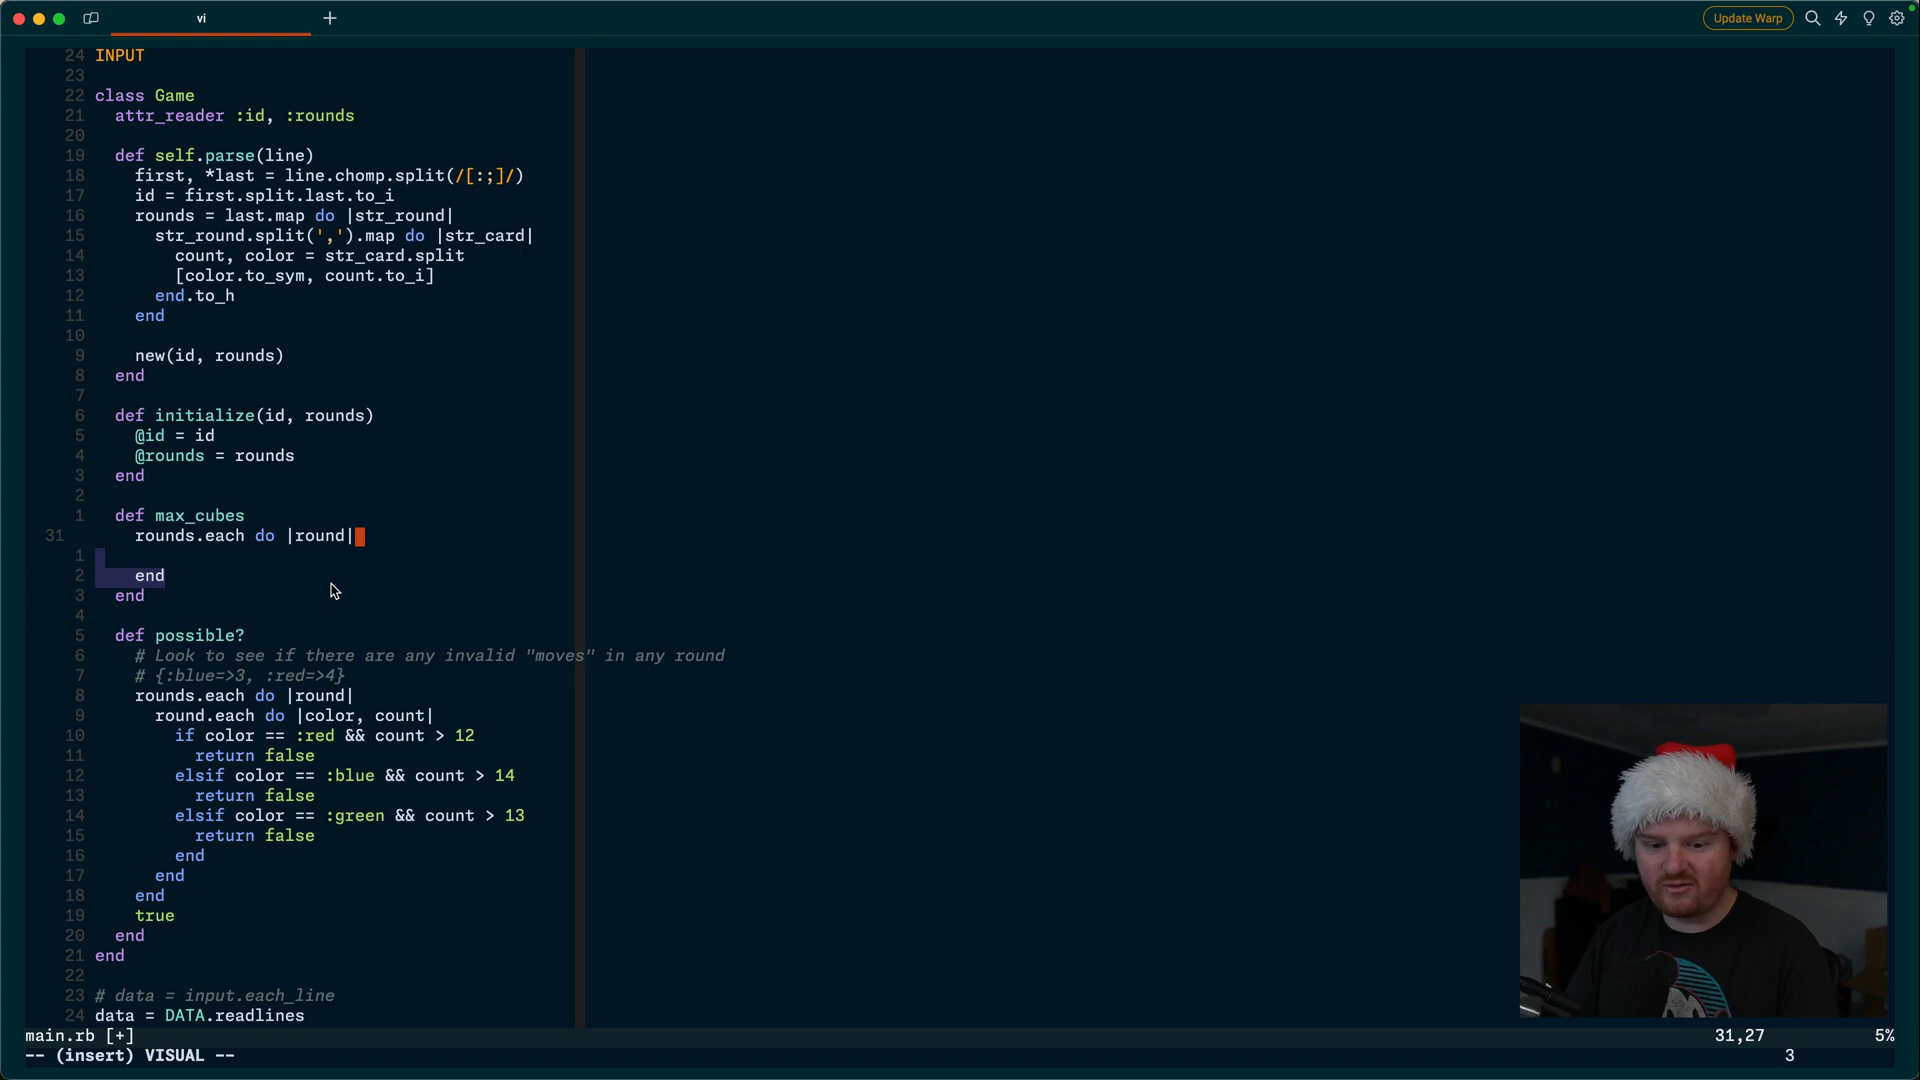 vi
Update Warp
24 INPUT
23
22 class Game
21   attr_reader :id, :rounds
20
19   def self.parse(line)
18     first, *last = line.chomp.split(/[:;]/)
17     id = first.split.last.to_i
16     rounds = last.map do |str_round|
15       str_round.split(',').map do |str_card|
14         count, color = str_card.split
13         [color.to_sym, count.to_i]
12       end.to_h
11     end
10
9     new(id, rounds)
8   end
7
6   def initialize(id, rounds)
5     @id = id
4     @rounds = rounds
3   end
2
1   def max_cubes
31     rounds.each do |round|
1
2     end
3   end
4
5   def possible?
6     # Look to see if there are any invalid "moves" in any round
7     # {:blue=>3, :red=>4}
8     rounds.each do |round|
9       round.each do |color, count|
10         if color == :red && count > 12
11           return false
12         elsif color == :blue && count > 14
13           return false
14         elsif color == :green && count > 13
15           return false
16         end
17       end
18     end
19     true
20   end
21 end
22
23 # data = input.each_line
24 data = DATA.readlines
main.rb [+] 31,27 5%
-- (insert) VISUAL -- 3